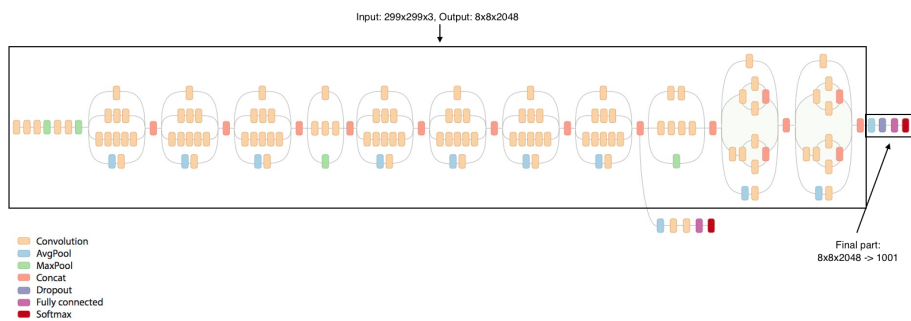 Input: 299x299x3, Output: 8x8x2048
Convolution
AvgPool
MaxPool
Concat
Dropout
Fully connected
Softmax
Final part:
8x8x2048 -> 1001